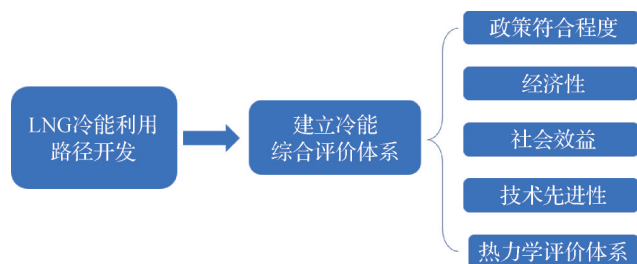 LNG冷能利用
路径开发
建立冷能
综合评价体系
政策符合程度
经济性
社会效益
技术先进性
热力学评价体系